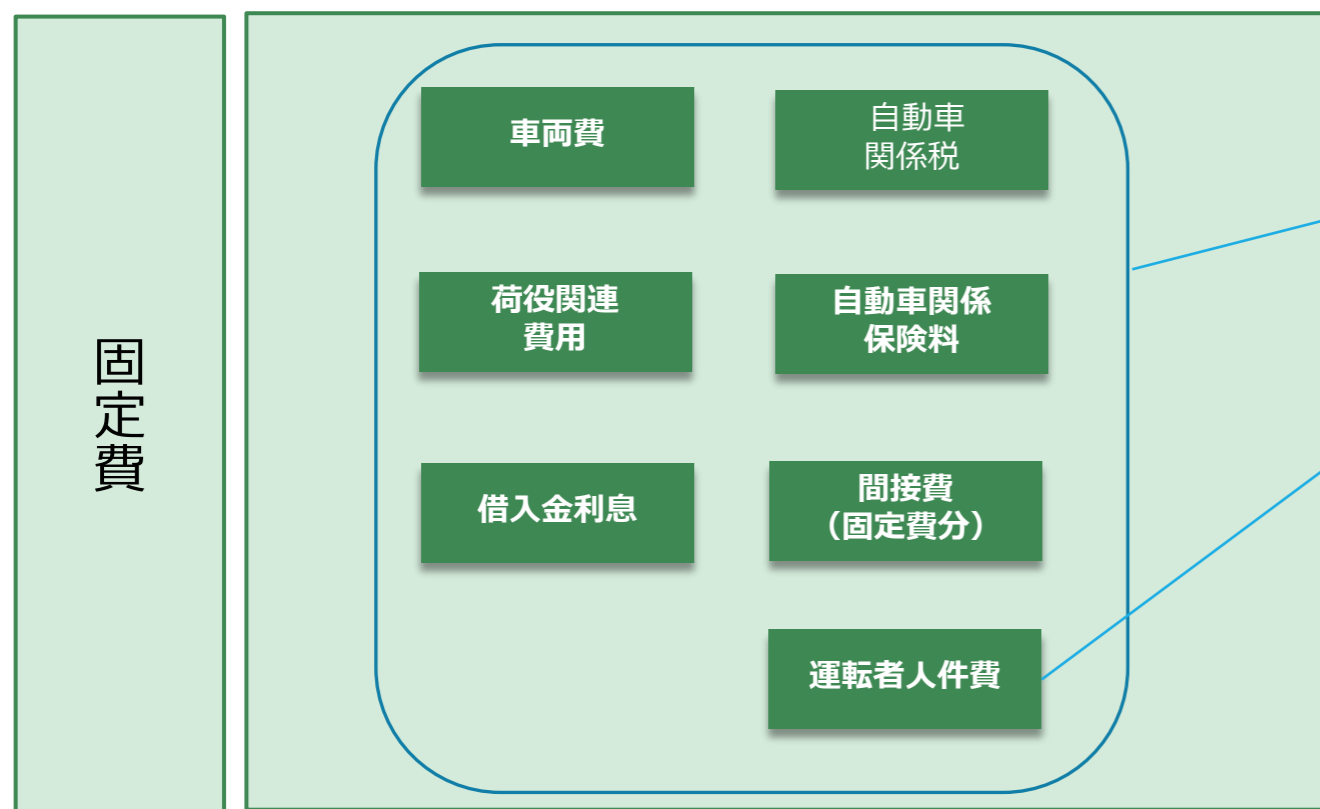 固定費
車両費
自動車
関係税
荷役関連
費用
自動車関係
保険料
借入金利息
間接費
（固定費分）
運転者人件費